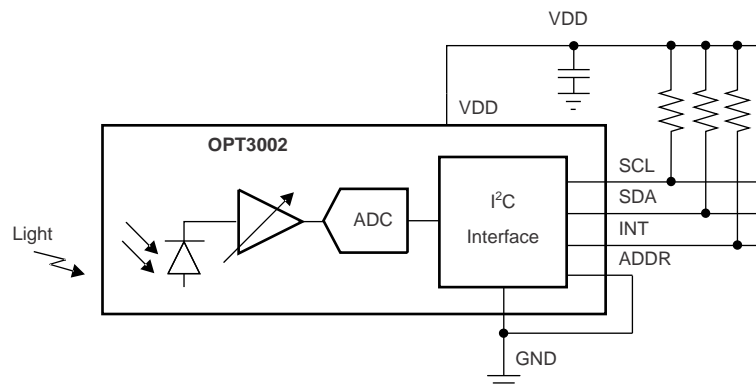 VDD
VDD
OPT3002
SCL
I²C
Interface
SDA
ADC
INT
Light
ADDR
GND